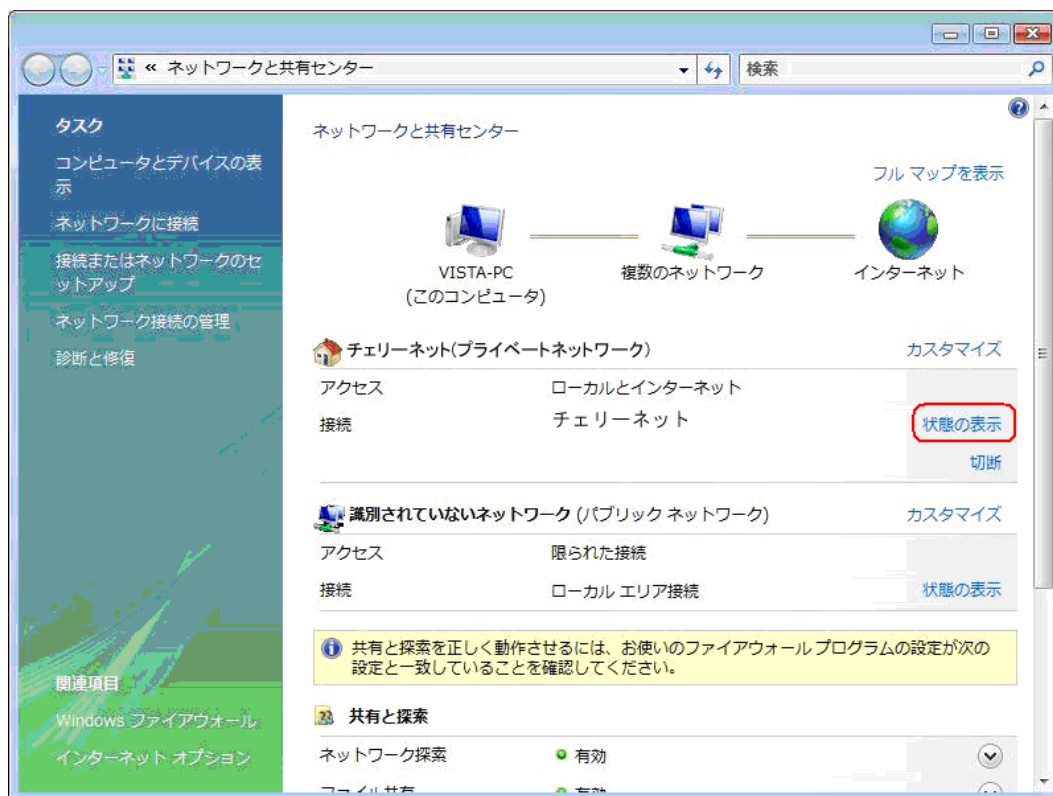 « ネットワークと共有センター
検索
タスク
コンピュータとデバイスの表
示
ネットワークに接続
接続またはネットワークのセ
ットアップ
ネットワーク接続の管理
診断と修復
関連項目
Windows ファイアウォール
インターネット オプション
ネットワークと共有センター
フル マップを表示
VISTA-PC
(このコンピュータ)
複数のネットワーク
インターネット
チェリーネット(プライベートネットワーク) カスタマイズ
アクセス ローカルとインターネット
接続 チェリーネット 状態の表示
切断
識別されていないネットワーク (パブリック ネットワーク) カスタマイズ
アクセス 限られた接続
接続 ローカル エリア接続 状態の表示
共有と探索を正しく動作させるには、お使いのファイアウォール プログラムの設定が次の
設定と一致していることを確認してください。
共有と探索
ネットワーク探索 有効
ファイル共有 有効